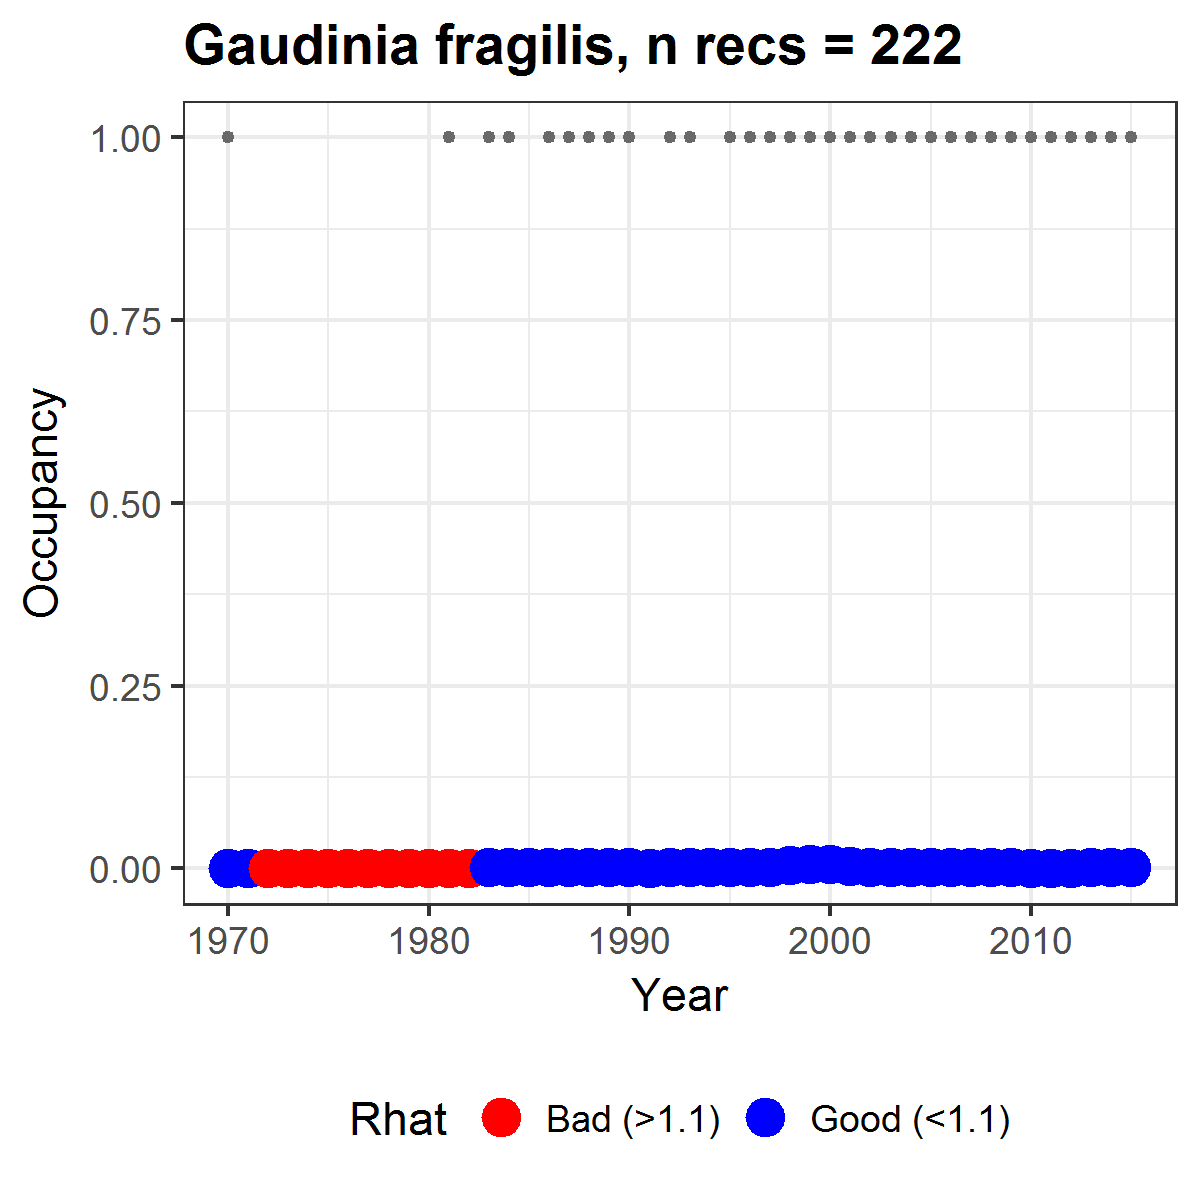 Gaudinia fragilis, n recs = 222
1.00
0.75
0.50
0.25
0.00
Occupancy
1970 1980 1990 2000 2010
Year
Rhat Bad (>1.1) Good (<1.1)